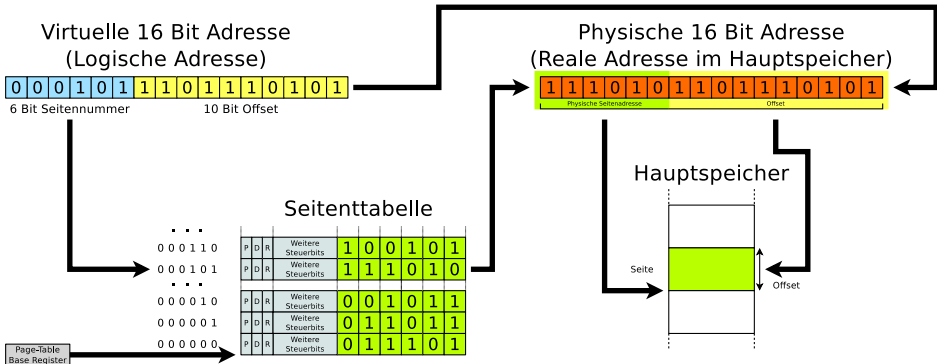 Virtuelle 16 Bit Adresse
(Logische Adresse)
0 0 0 1 0 1 1 1 0 1 1 1 0 1 0 1
6 Bit Seitennummer 10 Bit Offset
Physische 16 Bit Adresse
(Reale Adresse im Hauptspeicher)
1 1 1 0 1 0 1 1 0 1 1 1 0 1 0 1
Physische Seitenadresse Offset
Hauptspeicher
Seite
Offset
Seitenttabelle
. . .
0 0 0 1 1 0 P D R Weitere Steuerbits 1 0 0 1 0 1
0 0 0 1 0 1 P D R Weitere Steuerbits 1 1 1 0 1 0
. . .
0 0 0 0 1 0 P D R Weitere Steuerbits 0 0 1 0 1 1
0 0 0 0 0 1 P D R Weitere Steuerbits 0 1 1 0 1 1
0 0 0 0 0 0 P D R Weitere Steuerbits 0 1 1 1 0 1
Page-Table
Base Register